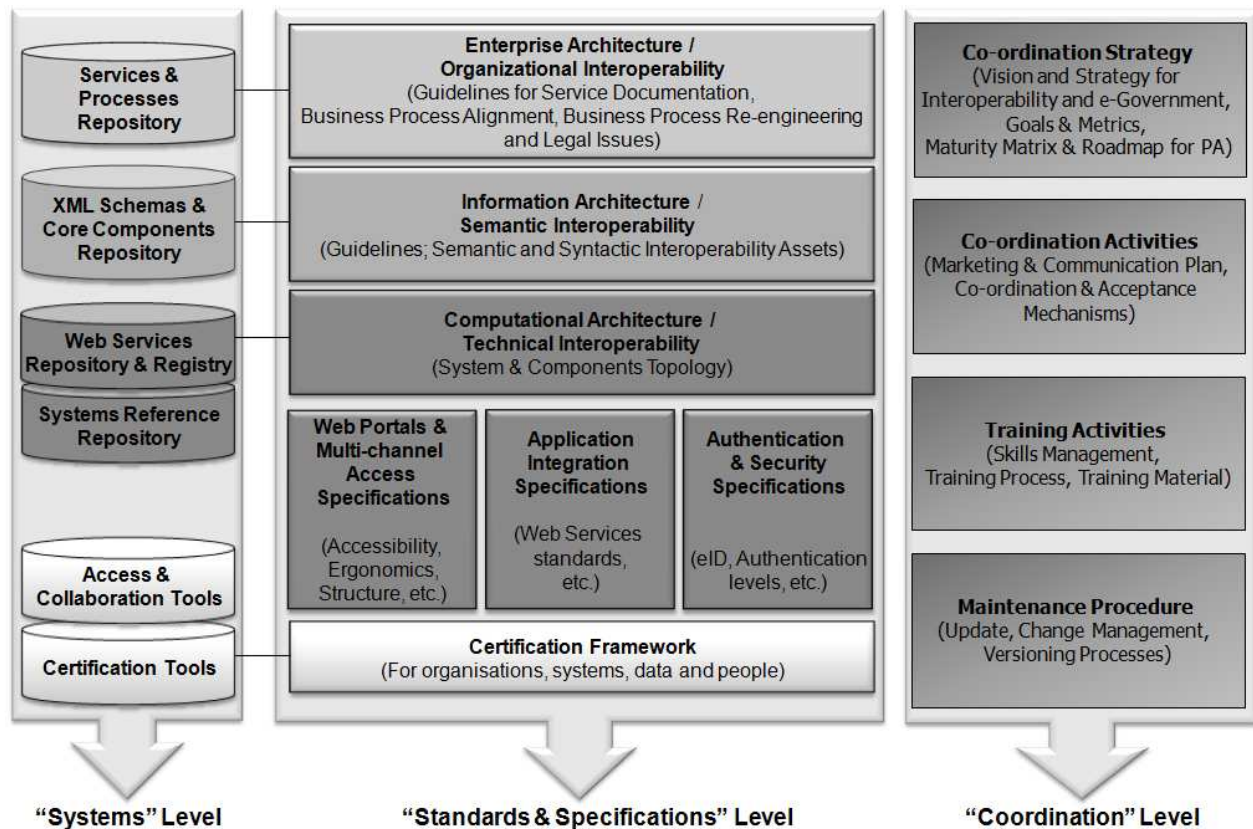 Services &
Processes
Repository
XML Schemas &
Core Components
Repository
Web Services
Repository & Registry
Systems Reference
Repository
Access &
Collaboration Tools
Certification Tools
“Systems” Level
Enterprise Architecture /
Organizational Interoperability
(Guidelines for Service Documentation,
Business Process Alignment, Business Process Re-engineering
and Legal Issues)
Information Architecture /
Semantic Interoperability
(Guidelines; Semantic and Syntactic Interoperability Assets)
Computational Architecture /
Technical Interoperability
(System & Components Topology)
Web Portals &
Multi-channel
Access
Specifications
(Accessibility,
Ergonomics,
Structure, etc.)
Application
Integration
Specifications
(Web Services
standards,
etc.)
Authentication
& Security
Specifications
(eID, Authentication
levels, etc.)
Certification Framework
(For organisations, systems, data and people)
“Standards & Specifications” Level
Co-ordination Strategy
(Vision and Strategy for
Interoperability and e-Government,
Goals & Metrics,
Maturity Matrix & Roadmap for PA)
Co-ordination Activities
(Marketing & Communication Plan,
Co-ordination & Acceptance
Mechanisms)
Training Activities
(Skills Management,
Training Process, Training Material)
Maintenance Procedure
(Update, Change Management,
Versioning Processes)
“Coordination” Level